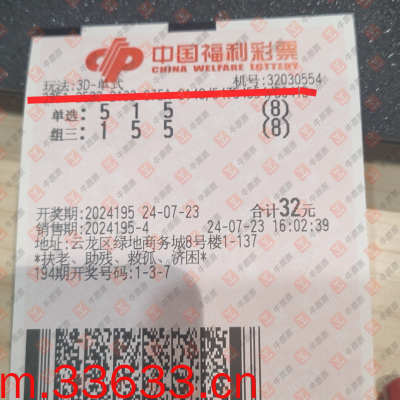 中国福利彩票
CHINA WELFARE LOTTERY
玩法:3D-单式 机号:32030554
单选: 5 1 5 (8)
组三: 1 5 5 (8)
开奖期:2024195 24-07-23 合计32元
销售期:2024195-4 24-07-23 16:02:39
地址:云龙区绿地商务城8号楼1-137
*扶老、助残、救孤、济困*
194期开奖号码:1-3-7
m.33633.cn